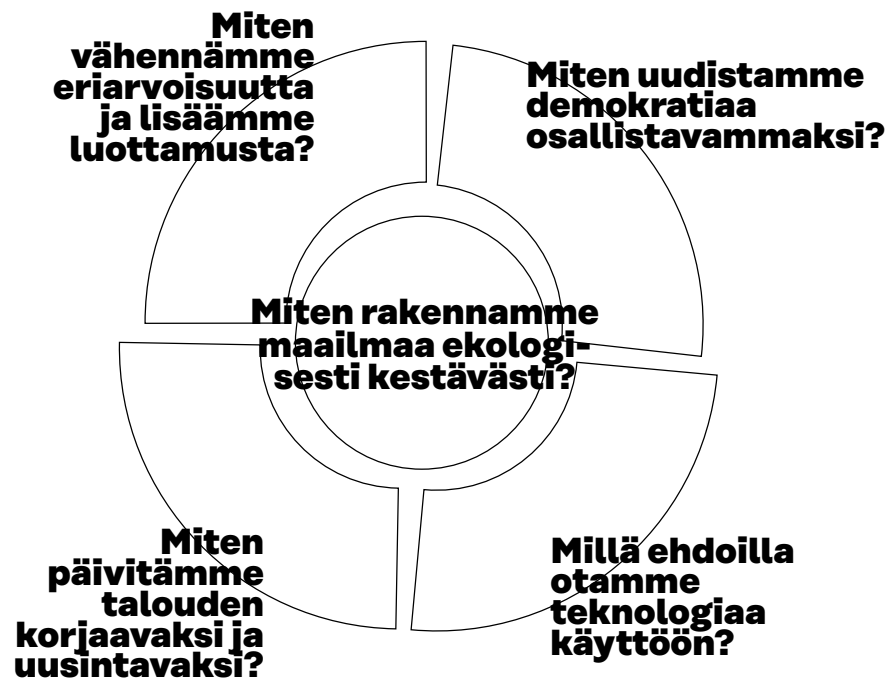 Miten
vähennämme
eriarvoisuutta
ja lisäämme
luottamusta?
Miten uudistamme
demokratiaa
osallistavammaksi?
Miten rakennamme
maailmaa ekologi-
sesti kestävästi?
Miten
päivitämme
talouden
korjaavaksi ja
uusintavaksi?
Millä ehdoilla
otamme
teknologiaa
käyttöön?